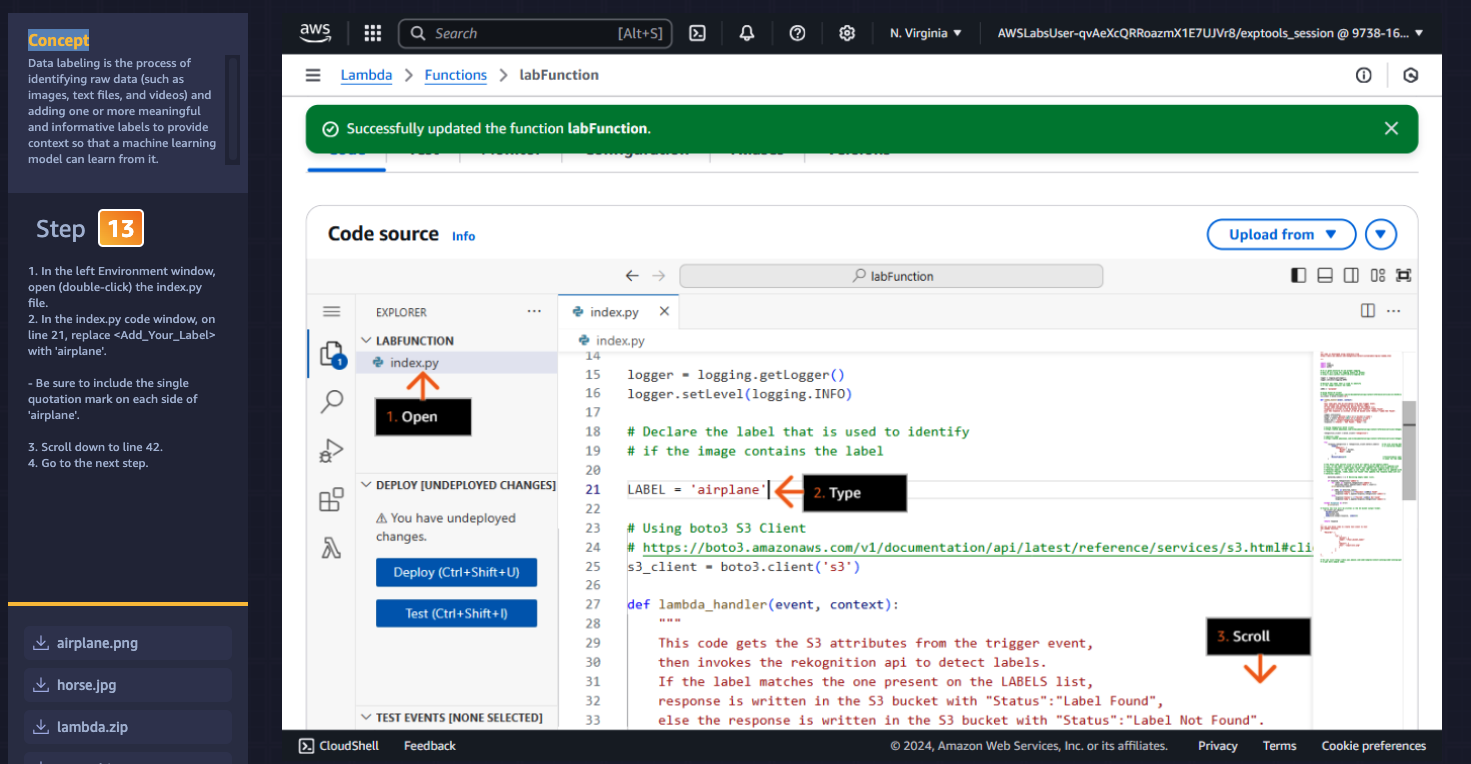 Concept
Data labeling is the process of
identifying raw data (such as
images, text files, and videos) and
adding one or more meaningful
and informative labels to provide
context so that a machine learning
model can learn from it.
Step 13
1. In the left Environment window,
open (double-click) the index.py
file.
2. In the index.py code window, on
line 21, replace <Add_Your_Label>
with 'airplane'.
- Be sure to include the single
quotation mark on each side of
'airplane'.
3. Scroll down to line 42.
4. Go to the next step.
airplane.png
horse.jpg
lambda.zip
aws
Search [Alt+S]
N. Virginia ▼
AWSLabsUser-qvAeXcQRRoazmX1E7UJVr8/exptools_session @ 9738-16... ▼
Lambda > Functions > labFunction
Successfully updated the function labFunction.
Code source Info
Upload from ▼
labFunction
EXPLORER
LABFUNCTION
index.py
1
1. Open
DEPLOY [UNDEPLOYED CHANGES]
You have undeployed
changes.
Deploy (Ctrl+Shift+U)
Test (Ctrl+Shift+I)
TEST EVENTS [NONE SELECTED]
index.py
index.py
14
15 logger = logging.getLogger()
16 logger.setLevel(logging.INFO)
17
18 # Declare the label that is used to identify
19 # if the image contains the label
20
21 LABEL = 'airplane'
2. Type
22
23 # Using boto3 S3 Client
24 # https://boto3.amazonaws.com/v1/documentation/api/latest/reference/services/s3.html#cli
25 s3_client = boto3.client('s3')
26
27 def lambda_handler(event, context):
28 """
29 This code gets the S3 attributes from the trigger event,
30 then invokes the rekognition api to detect labels.
31 If the label matches the one present on the LABELS list,
32 response is written in the S3 bucket with "Status":"Label Found",
33 else the response is written in the S3 bucket with "Status":"Label Not Found".
3. Scroll
CloudShell Feedback
© 2024, Amazon Web Services, Inc. or its affiliates. Privacy Terms Cookie preferences